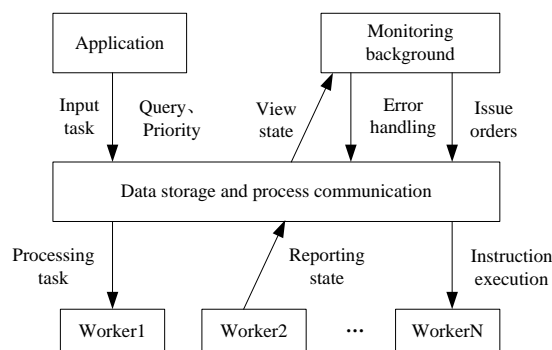 Application
Monitoring
background
Input
task
Query、
Priority
View
state
Error
handling
Issue
orders
Data storage and process communication
Processing
task
Reporting
state
Instruction
execution
Worker1
Worker2
...
WorkerN